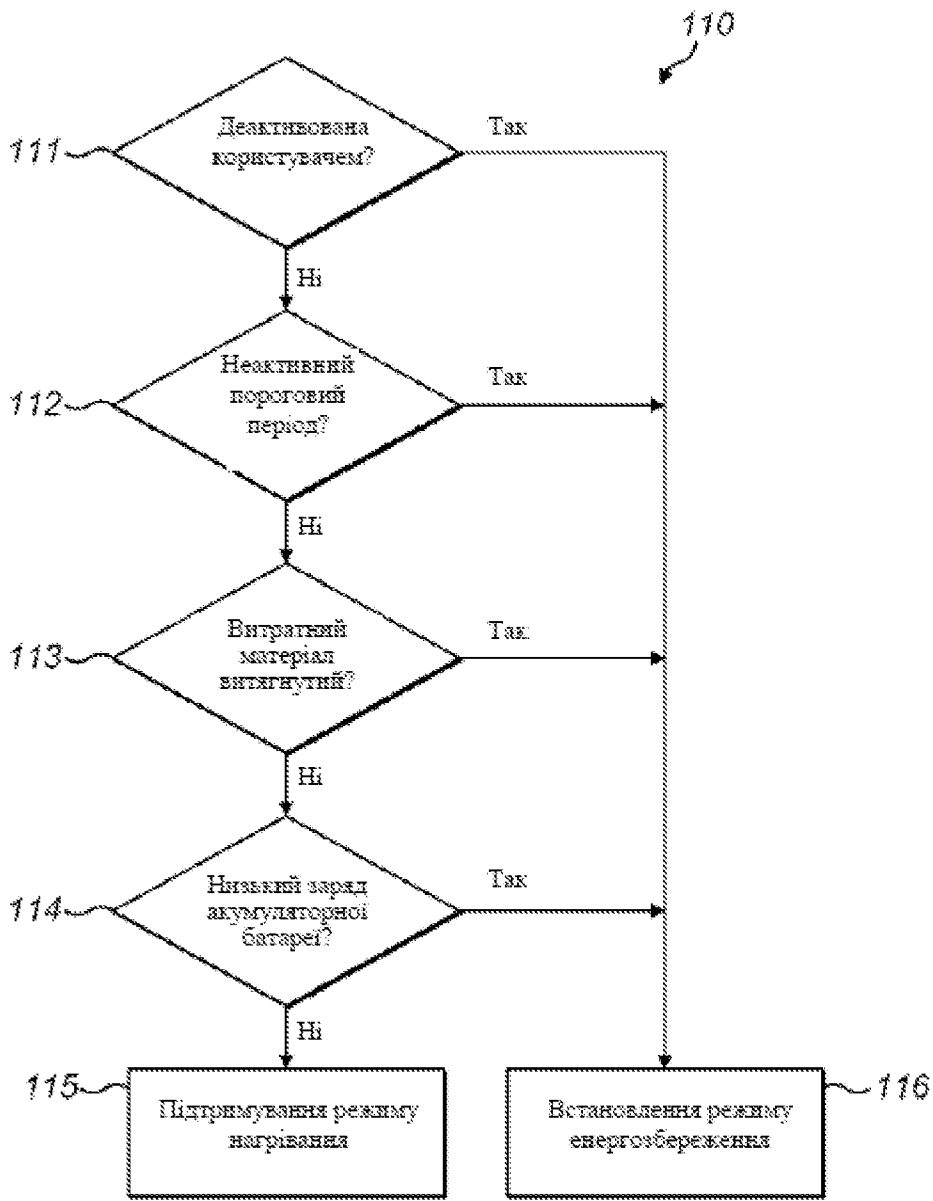 110
111
Деактивована
користувачем?
Так
Ні
112
Неактивний
пороговий
період?
Так
Ні
113
Витратний
матеріал
витягнутий?
Так
Ні
114
Низький заряд
акумуляторної
батареї?
Так
Ні
115
Підтримування режиму
нагрівання
Встановлення режиму
енергозбереження
116